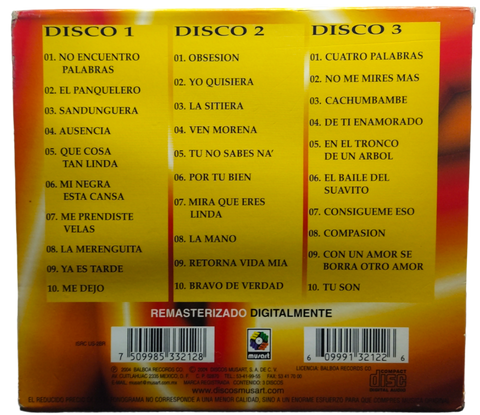 DISCO 1
01. NO ENCUENTRO
PALABRAS
02. EL PANQUELERO
03. SANDUNGUERA
04. AUSENCIA
05. QUE COSA
TAN LINDA
06. MI NEGRA
ESTA CANSA
07. ME PRENDISTE
VELAS
08. LA MERENGUITA
09. YA ES TARDE
10. ME DEJO
DISCO 2
01. OBSESION
02. YO QUISIERA
03. LA SITIERA
04. VEN MORENA
05. TU NO SABES NA'
06. POR TU BIEN
07. MIRA QUE ERES
LINDA
08. LA MANO
09. RETORNA VIDA MIA
10. BRAVO DE VERDAD
DISCO 3
01. CUATRO PALABRAS
02. NO ME MIRES MAS
03. CACHUMBAMBE
04. DE TI ENAMORADO
05. EN EL TRONCO
DE UN ARBOL
06. EL BAILE DEL
SUAVITO
07. CONSIGUEME ESO
08. COMPASION
09. CON UN AMOR SE
BORRA OTRO AMOR
10. TU SON
REMASTERIZADO DIGITALMENTE
7 509985 332128
musart
6 09991 32122 6
www.discosmusart.com
COMPACT
disc